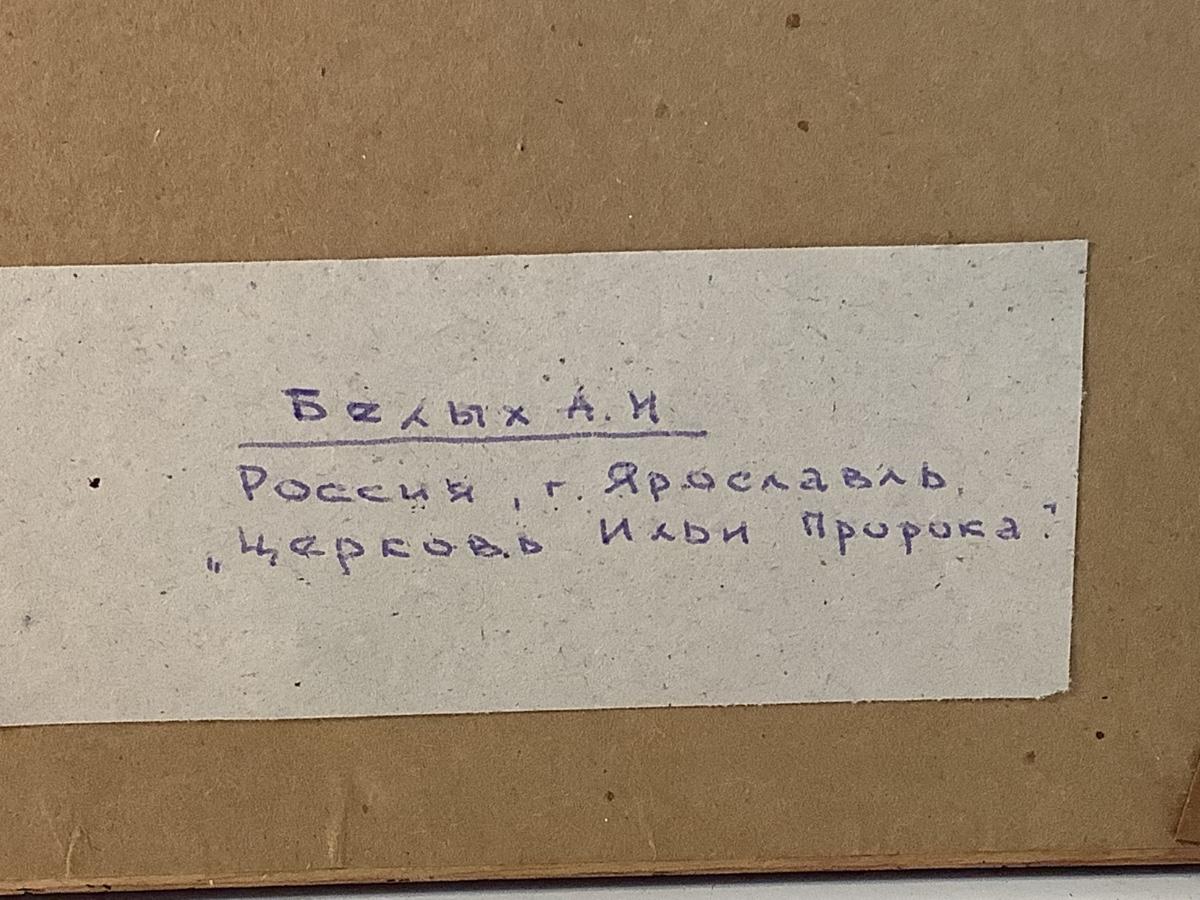 Белых А.И
Россия, г. Ярославль.
„Церковь Ильи Пророка".